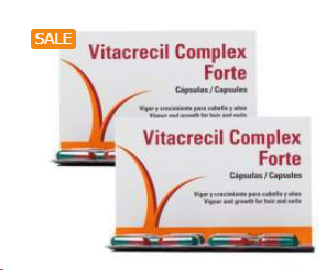 SALE
Vitacrecil Complex
Forte
Cápsulas / Capsules
Vigor y crecimiento para cabello y uñas
Vigour and growth for hair and nails
Vitacrecil Complex
Forte
Cápsulas / Capsules
Vigor y crecimiento para cabello y uñas
Vigour and growth for hair and nails